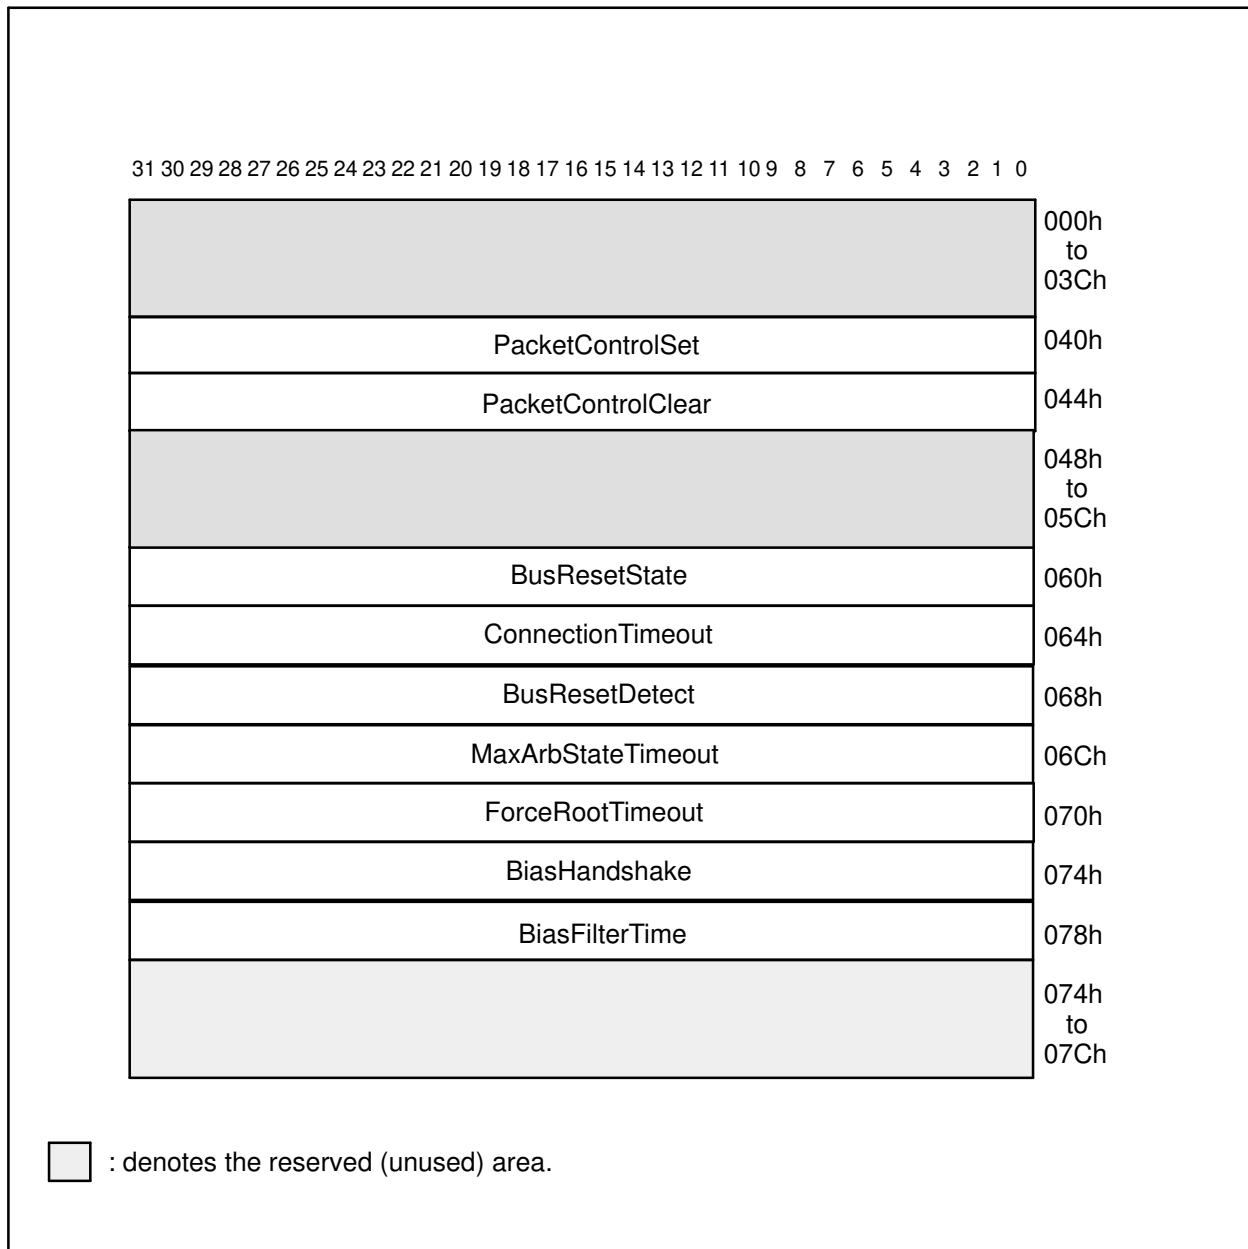 31 30 29 28 27 26 25 24 23 22 21 20 19 18 17 16 15 14 13 12 11 10 9 8 7 6 5 4 3 2 1 0
000h
to
03Ch
PacketControlSet 040h
PacketControlClear 044h
048h
to
05Ch
BusResetState 060h
ConnectionTimeout 064h
BusResetDetect 068h
MaxArbStateTimeout 06Ch
ForceRootTimeout 070h
BiasHandshake 074h
BiasFilterTime 078h
074h
to
07Ch
: denotes the reserved (unused) area.